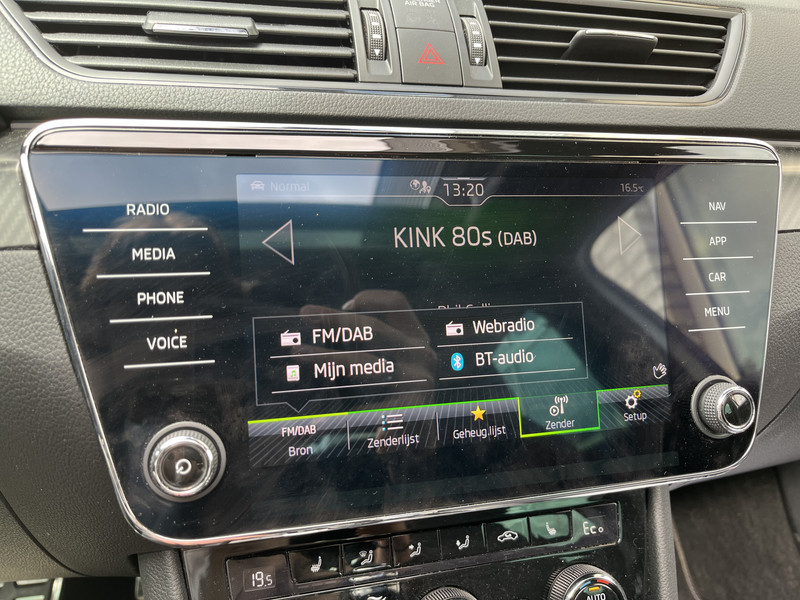 AIR BAG
Normal
13:20
16.5°C
RADIO
MEDIA
PHONE
VOICE
KINK 80s (DAB)
NAV
APP
CAR
MENU
FM/DAB
Webradio
Mijn media
BT-audio
FM/DAB
Bron
Zenderlijst
Geheug.lijst
Zender
Setup
19.5
Eco
AUTO